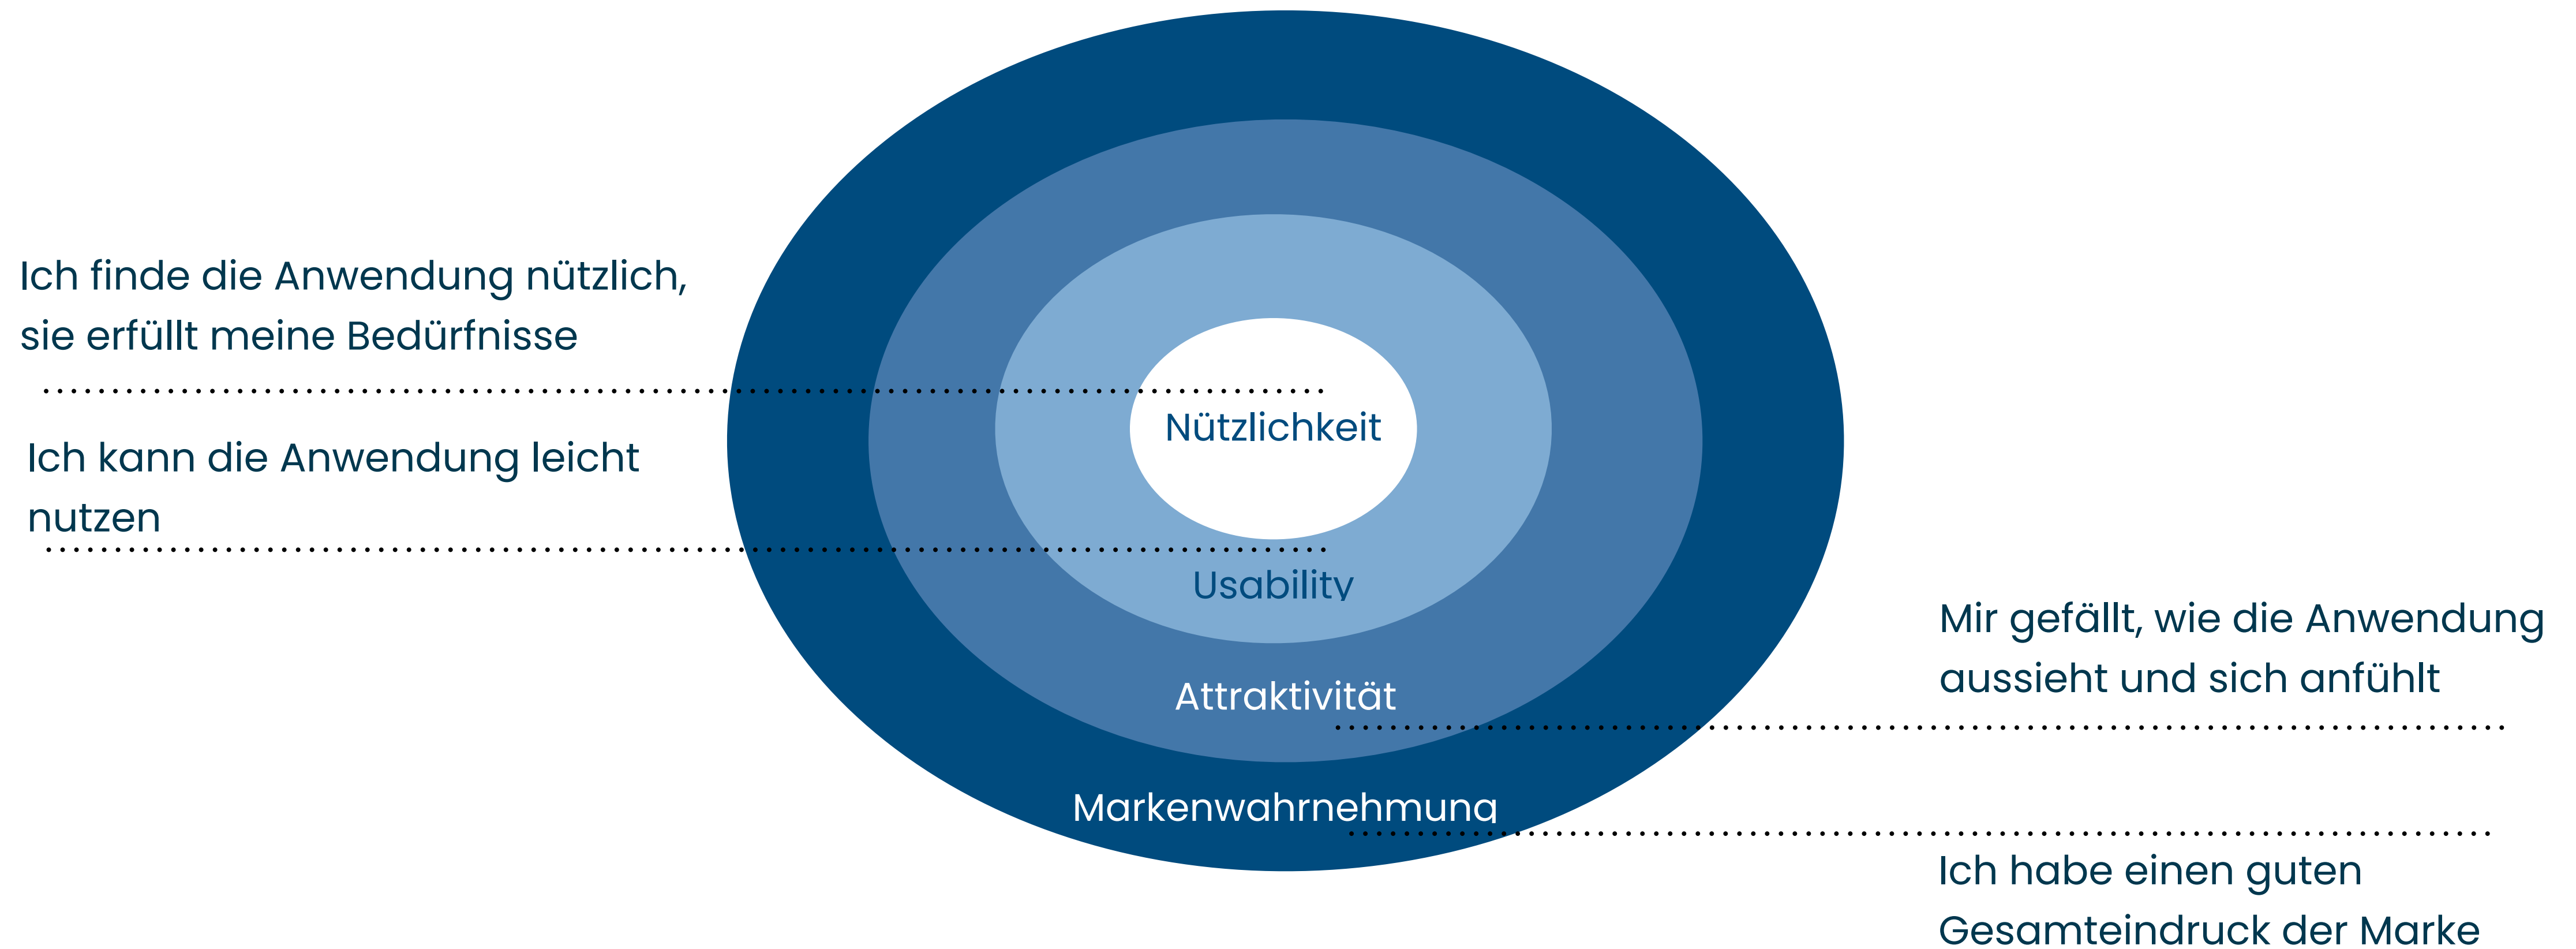 Ich finde die Anwendung nützlich,
sie erfüllt meine Bedürfnisse
Nützlichkeit
Ich kann die Anwendung leicht
nutzen
Usability
Mir gefällt, wie die Anwendung
aussieht und sich anfühlt
Attraktivität
Markenwahrnehmung
Ich habe einen guten
Gesamteindruck der Marke